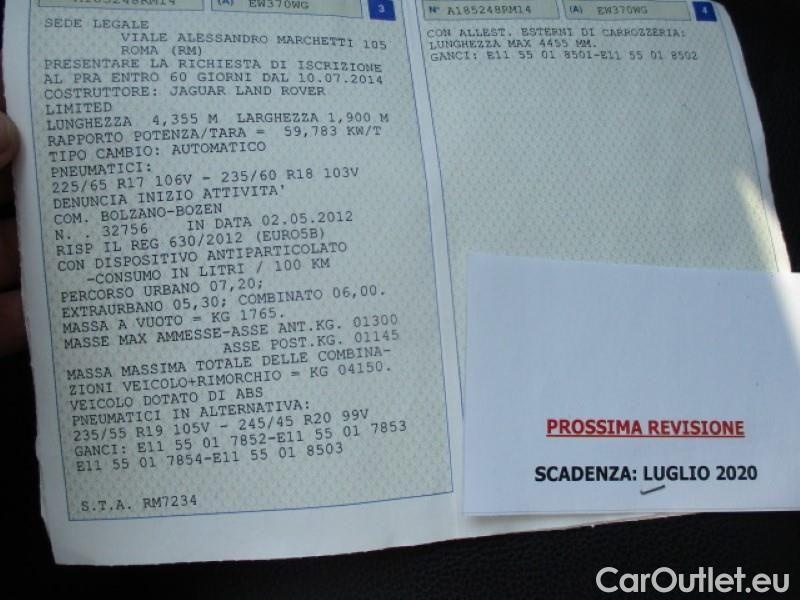 A185248RM14 (A) EW370WG 3
SEDE LEGALE
VIALE ALESSANDRO MARCHETTI 105
ROMA (RM)
PRESENTARE LA RICHIESTA DI ISCRIZIONE
AL PRA ENTRO 60 GIORNI DAL 10.07.2014
COSTRUTTORE: JAGUAR LAND ROVER
LIMITED
LUNGHEZZA 4,355 M LARGHEZZA 1,900 M
RAPPORTO POTENZA/TARA = 59,783 KW/T
TIPO CAMBIO: AUTOMATICO
PNEUMATICI:
225/65 R17 106V - 235/60 R18 103V
DENUNCIA INIZIO ATTIVITA'
COM. BOLZANO-BOZEN
N. . 32756 IN DATA 02.05.2012
RISP IL REG 630/2012 (EURO5B)
CON DISPOSITIVO ANTIPARTICOLATO
-CONSUMO IN LITRI / 100 KM
PERCORSO URBANO 07,20;
EXTRAURBANO 05,30; COMBINATO 06,00.
MASSA A VUOTO = KG 1765.
MASSE MAX AMMESSE-ASSE ANT.KG. 01300
ASSE POST.KG. 01145
MASSA MASSIMA TOTALE DELLE COMBINA-
ZIONI VEICOLO+RIMORCHIO = KG 04150.
VEICOLO DOTATO DI ABS
PNEUMATICI IN ALTERNATIVA:
235/55 R19 105V - 245/45 R20 99V
GANCI: E11 55 01 7852-E11 55 01 7853
E11 55 01 7854-E11 55 01 8503
S.T.A. RM7234
N° A185248RM14 (A) EW370WG 4
CON ALLEST. ESTERNI DI CARROZZERIA:
LUNGHEZZA MAX 4455 MM.
GANCI: E11 55 01 8501-E11 55 01 8502
PROSSIMA REVISIONE
SCADENZA: LUGLIO 2020
CarOutlet.eu